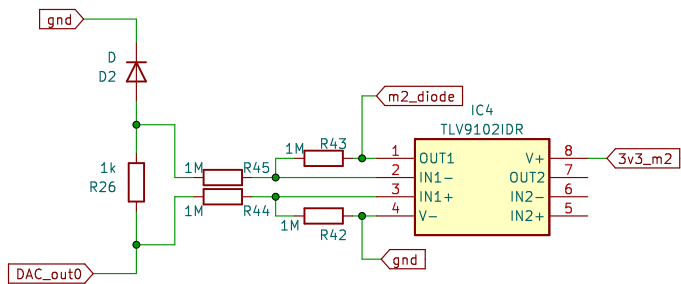 gnd
D
D2
m2_diode
IC4
TLV9102IDR
1M R43
1 OUT1 V+ 8 3v3_m2
1k
R26
1M R45
2 IN1- OUT2 7
3 IN1+ IN2- 6
1M R44
4 V- IN2+ 5
1M R42
gnd
DAC_out0